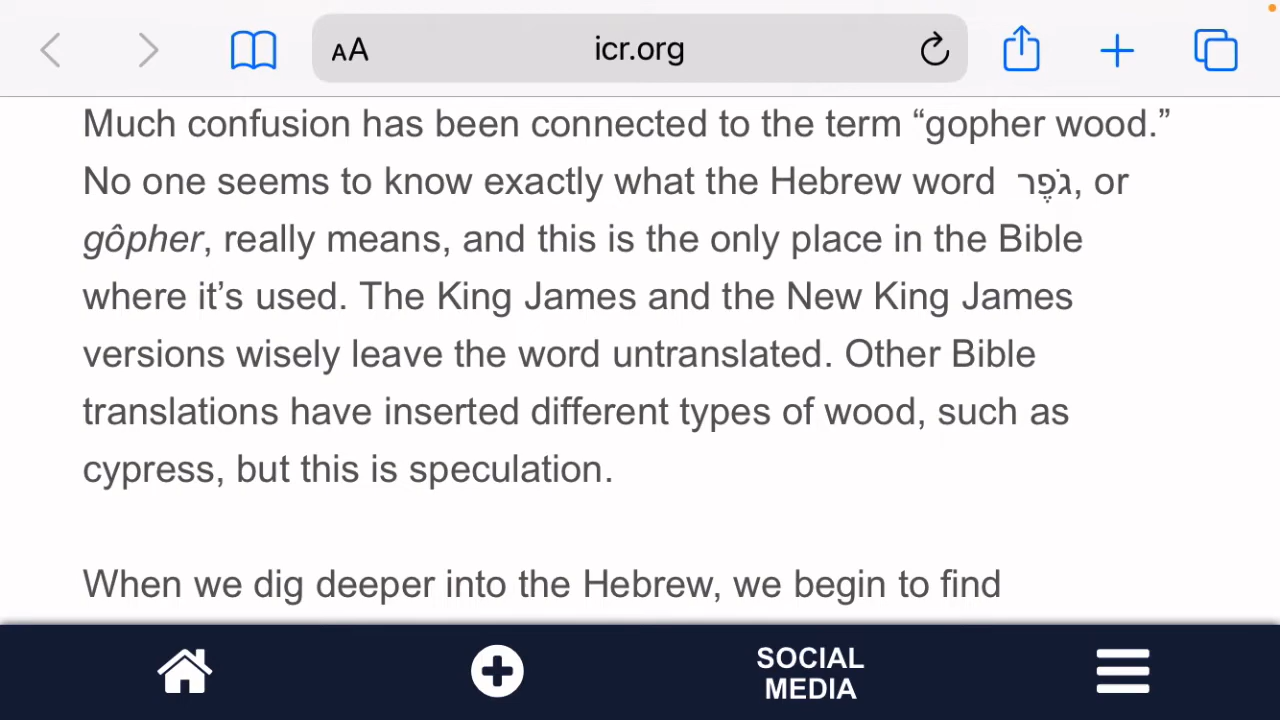 AA icr.org
Much confusion has been connected to the term “gopher wood.”
No one seems to know exactly what the Hebrew word גֹּפֶר, or
gôpher, really means, and this is the only place in the Bible
where it’s used. The King James and the New King James
versions wisely leave the word untranslated. Other Bible
translations have inserted different types of wood, such as
cypress, but this is speculation.
When we dig deeper into the Hebrew, we begin to find
SOCIAL
MEDIA